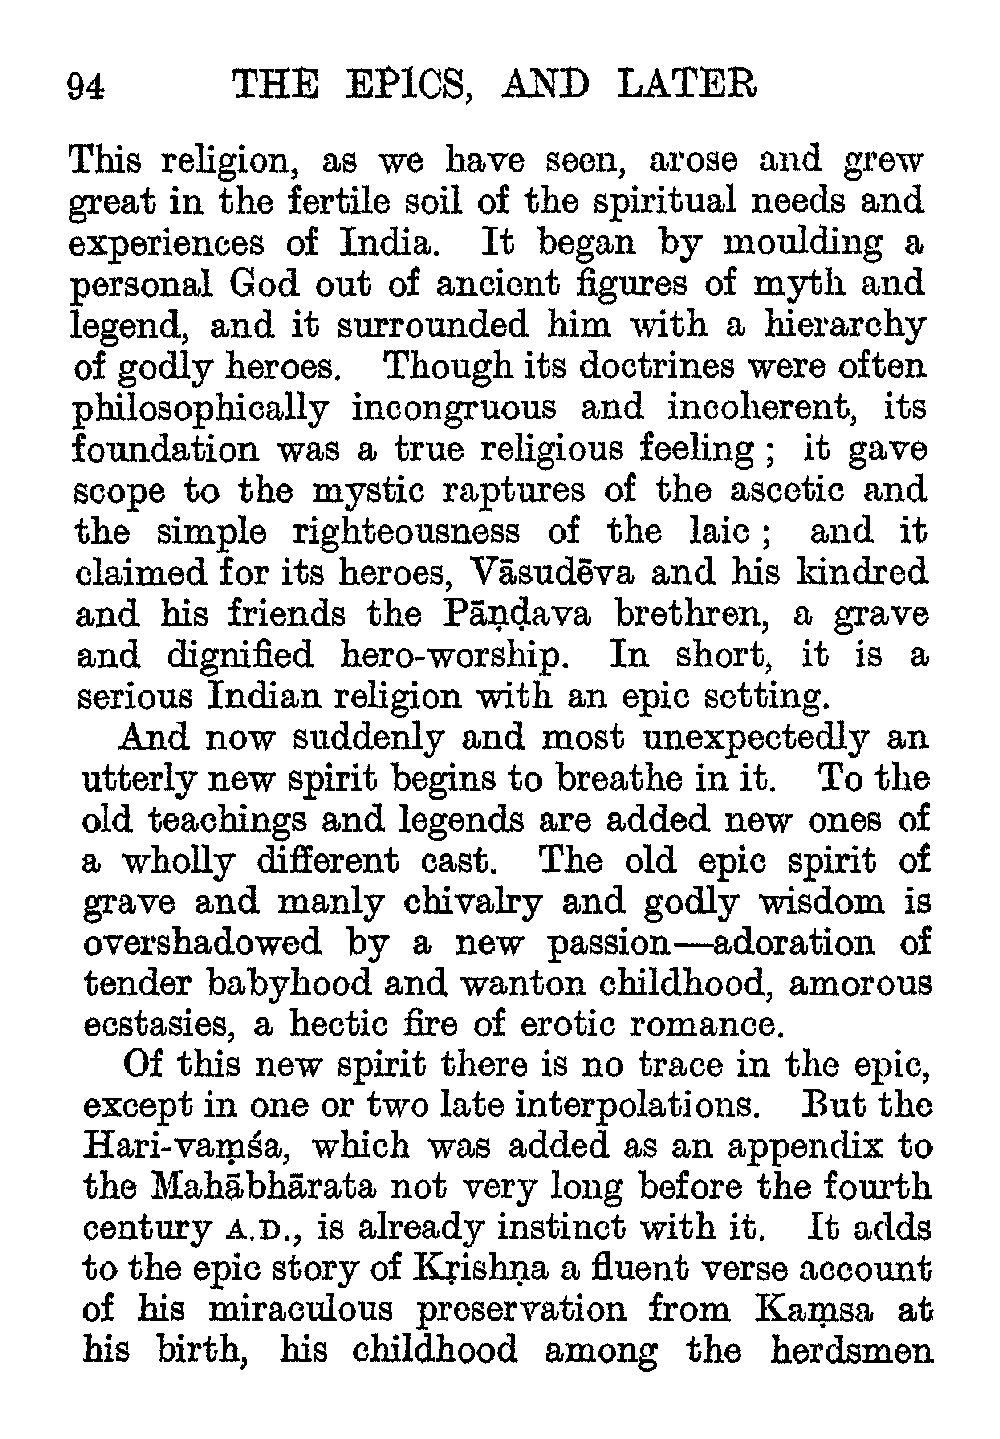 94 THE EPICS, AND LATER
This religion, as we have seen, arose and grew
great in the fertile soil of the spiritual needs and
experiences of India. It began by moulding a
personal God out of ancient figures of myth and
legend, and it surrounded him with a hierarchy
of godly heroes. Though its doctrines were often
philosophically incongruous and incoherent, its
foundation was a true religious feeling ; it gave
scope to the mystic raptures of the ascetic and
the simple righteousness of the laic ; and it
claimed for its heroes, Vāsudēva and his kindred
and his friends the Pāṇḍava brethren, a grave
and dignified hero-worship. In short, it is a
serious Indian religion with an epic setting.
And now suddenly and most unexpectedly an
utterly new spirit begins to breathe in it. To the
old teachings and legends are added new ones of
a wholly different cast. The old epic spirit of
grave and manly chivalry and godly wisdom is
overshadowed by a new passion—adoration of
tender babyhood and wanton childhood, amorous
ecstasies, a hectic fire of erotic romance.
Of this new spirit there is no trace in the epic,
except in one or two late interpolations. But the
Hari-vaṃśa, which was added as an appendix to
the Mahābhārata not very long before the fourth
century A.D., is already instinct with it. It adds
to the epic story of Kṛishṇa a fluent verse account
of his miraculous preservation from Kaṃsa at
his birth, his childhood among the herdsmen